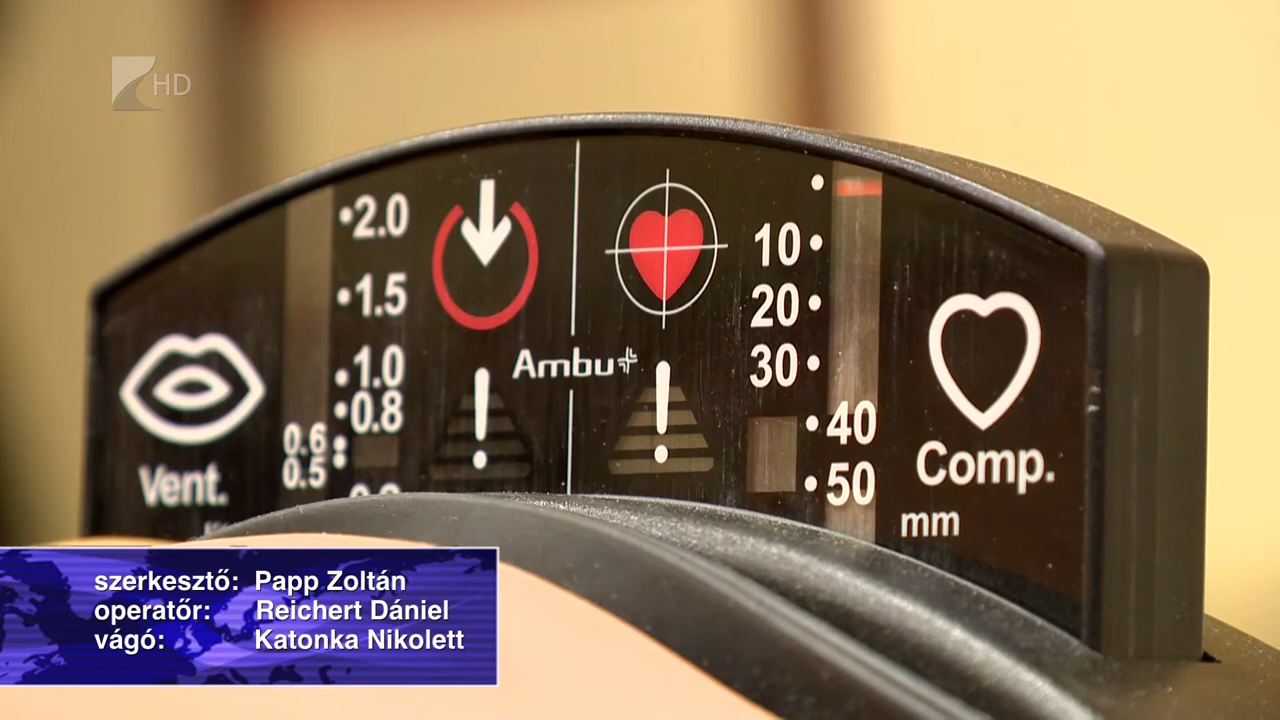 HD
2.0
1.5
1.0
0.8
0.6
0.5
Vent.
Ambu
10
20
30
40
50
Comp.
mm
szerkesztő: Papp Zoltán
operatőr: Reichert Dániel
vágó: Katonka Nikolett